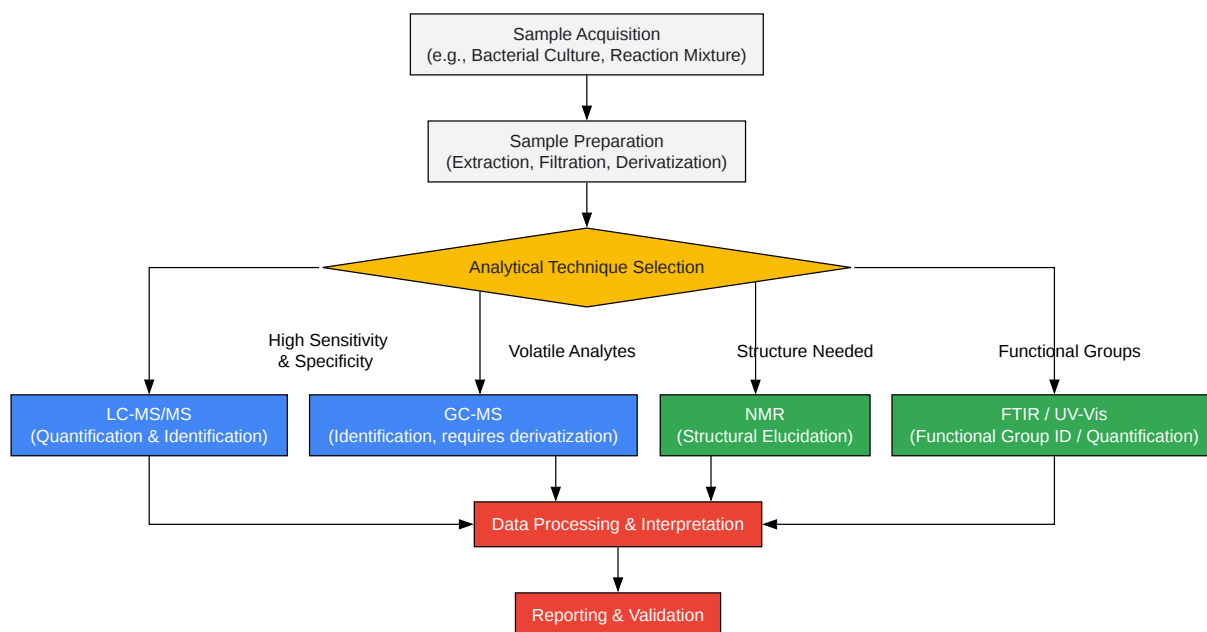 Sample Acquisition
(e.g., Bacterial Culture, Reaction Mixture)
Sample Preparation
(Extraction, Filtration, Derivatization)
Analytical Technique Selection
High Sensitivity
& Specificity
Volatile Analytes
Structure Needed
Functional Groups
LC-MS/MS
(Quantification & Identification)
GC-MS
(Identification, requires derivatization)
NMR
(Structural Elucidation)
FTIR / UV-Vis
(Functional Group ID / Quantification)
Data Processing & Interpretation
Reporting & Validation